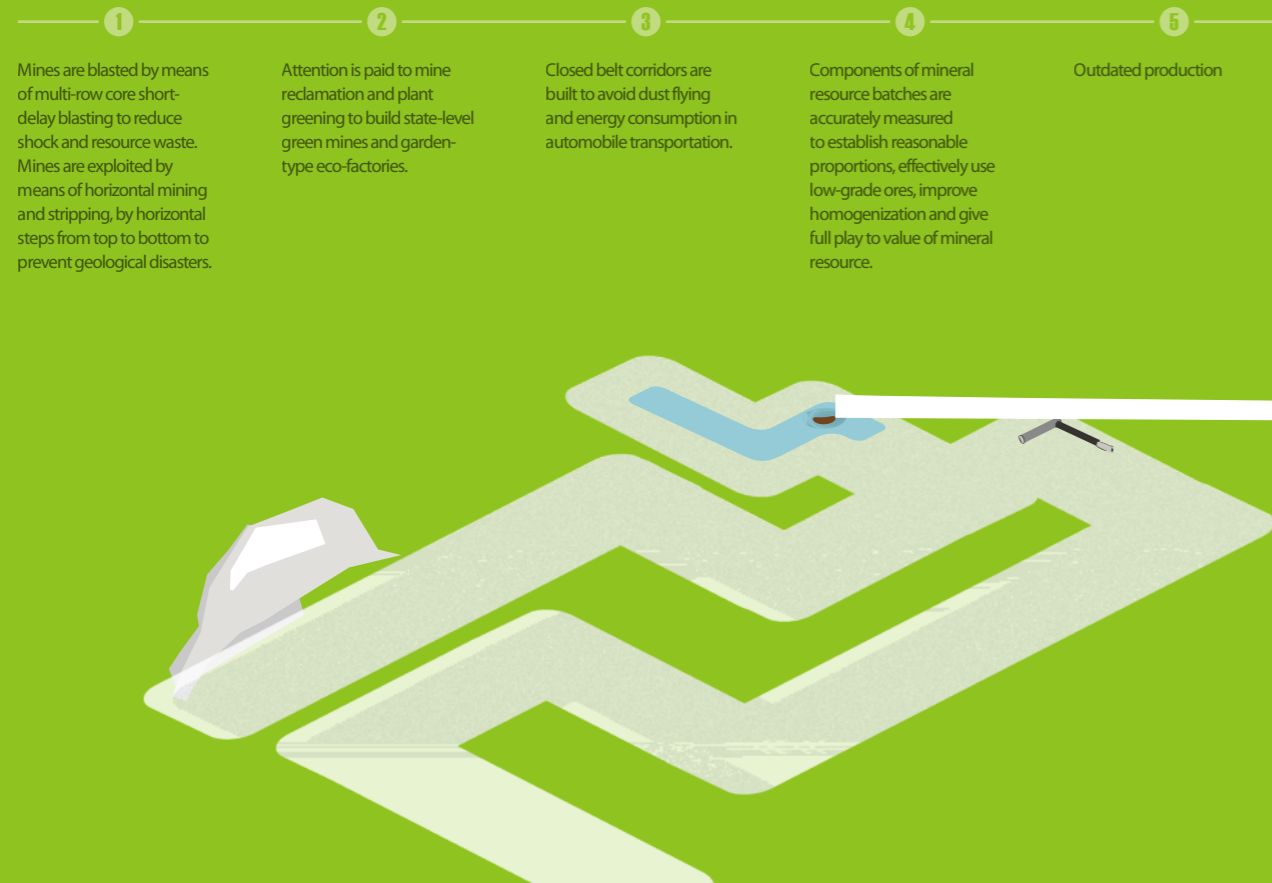 1
2
3
4
5
Mines are blasted by means
of multi-row core short-
delay blasting to reduce
shock and resource waste.
Mines are exploited by
means of horizontal mining
and stripping, by horizontal
steps from top to bottom to
prevent geological disasters.
Attention is paid to mine
reclamation and plant
greening to build state-level
green mines and garden-
type eco-factories.
Closed belt corridors are
built to avoid dust flying
and energy consumption in
automobile transportation.
Components of mineral
resource batches are
accurately measured
to establish reasonable
proportions, effectively use
low-grade ores, improve
homogenization and give
full play to value of mineral
resource.
Outdated production